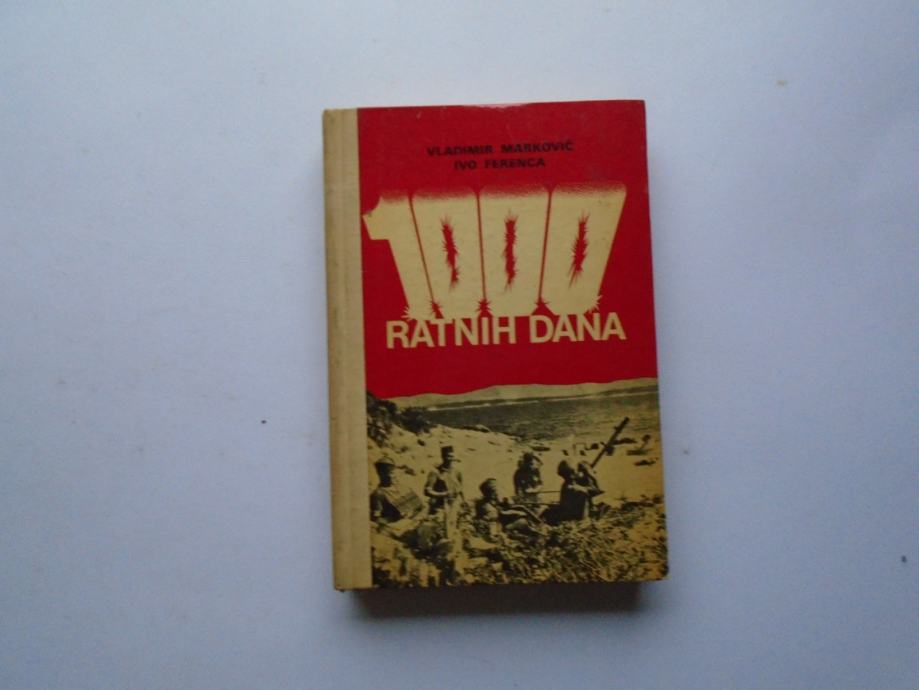 VLADIMIR MARKOVIĆ
IVO FERENCA
1000
RATNIH DANA